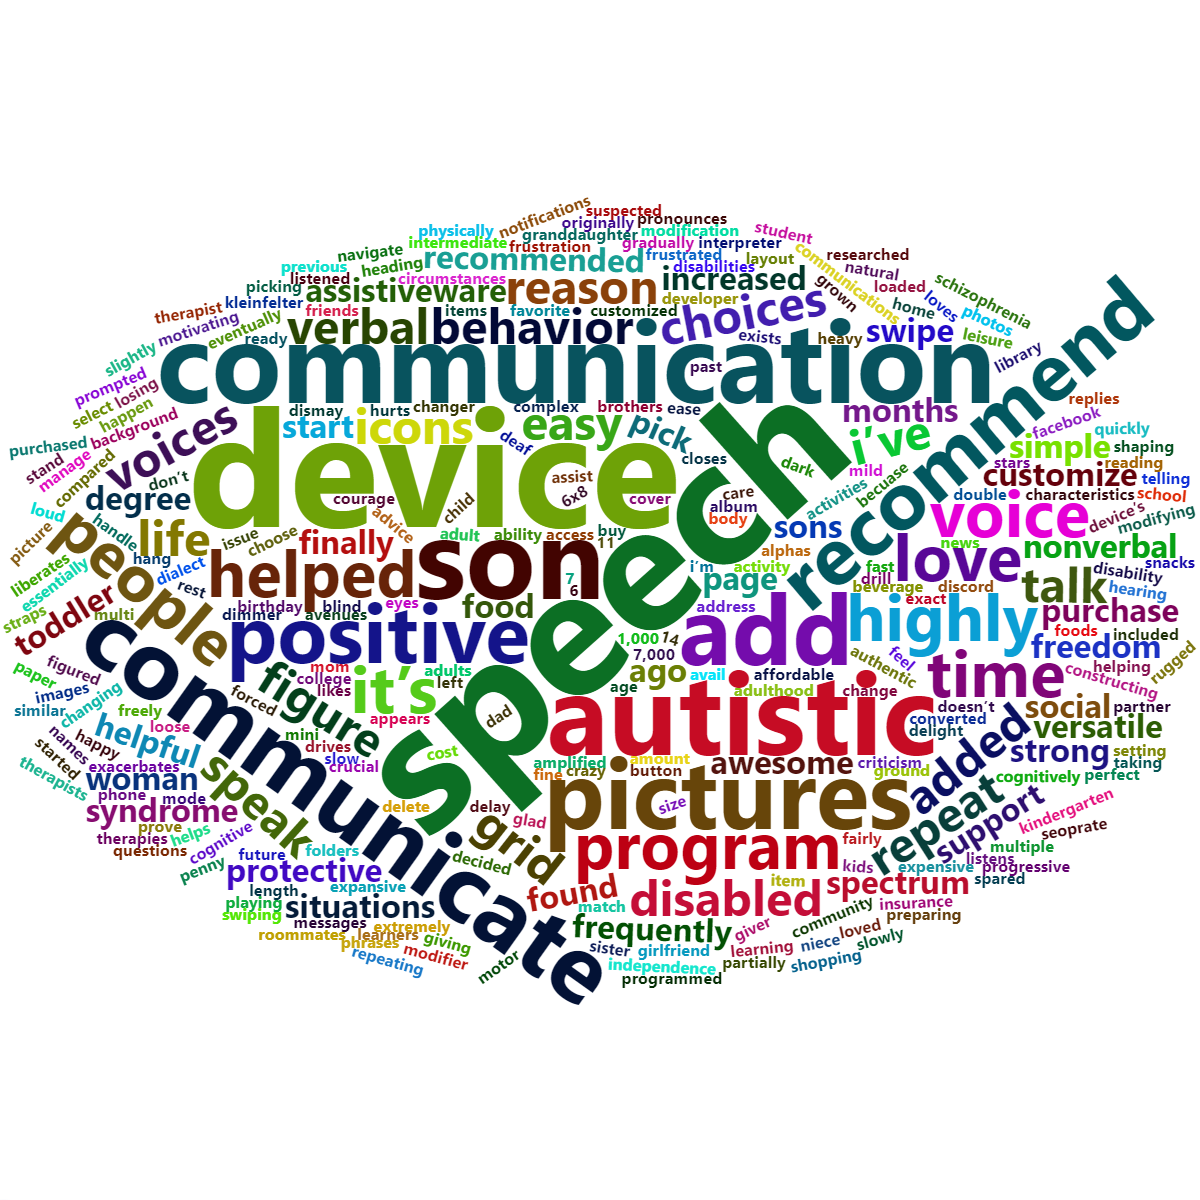 notifications
suspected
originally
pronounces
physically
granddaughter
modification
student
intermediate
frustration
gradually
interpreter
communications
researched
navigate
recommended
frustrated
layout
natural
previous
heading
listened
circumstances
disabilities
increased
grown
loaded
schizophrenia
picking
assistiveware
reason
developer
loves
photos
therapist
kleinfelter
friends
items
favorite
customized
choices
home
leisure
motivating
eventually
ready
verbal
behavior
exists
heavy
swipe
library
slightly
communication
past
recommend
prompted
select
losing
happen
background
dismay
hurts
changer
complex
brothers
ease
months
replies
facebook
quickly
purchased
voices
start
icons
easy
pick
i've
simple
shaping
stand
manage
compared
don't
deaf
closes
dark
mild
becuase
stars
reading
telling
degree
device
courage
child
assist
6x8
cover
care
album
activities
double
characteristics
customize
school
loud
handle
issue
choose
advice
adult
ability
access
buy
11
body
sons
voice
device's
modifying
picture
life
finally
alphas
news
nonverbal
snacks
liberates
hang
dialect
son
speech
i'm
activity
fast
love
disability
essentially
people
rest
helped
7
6
page
drill
beverage
discord
talk
hearing
straps
toddler
multi
birthday
blind
eyes
dimmer
avenues
food
address
exact
purchase
positive
1,000
14
7,000
add
highly
foods
included
freedom
paper
figured
communicate
mom
college
likes
adults
left
ago
avail
affordable
authentic
feel
helping
rugged
images
similar
changing
freely
forced
figure
it's
age
adulthood
change
time
constructing
names
loose
appears
dad
autistic
doesn't
converted
delight
social
partner
started
happy
helpful
mini
drives
slow
crucial
cost
added
versatile
therapists
exacerbates
amplified
amount
awesome
criticism
strong
setting
taking
woman
speak
fine
crazy
button
ground
cognitively
perfect
phone
mode
syndrome
delete
delay
glad
pictures
size
repeat
support
kindergarten
therapies
prove
helps
questions
cognitive
grid
program
fairly
seoprate
multiple
penny
future
folders
decided
kids
listens
expensive
progressive
protective
length
expansive
found
item
spectrum
spared
playing
swiping
situations
match
disabled
insurance
messages
extremely
frequently
giver
community
preparing
roommates
phrases
learners
giving
modifier
sister
girlfriend
learning
niece
loved
slowly
repeating
motor
independence
partially
shopping
programmed